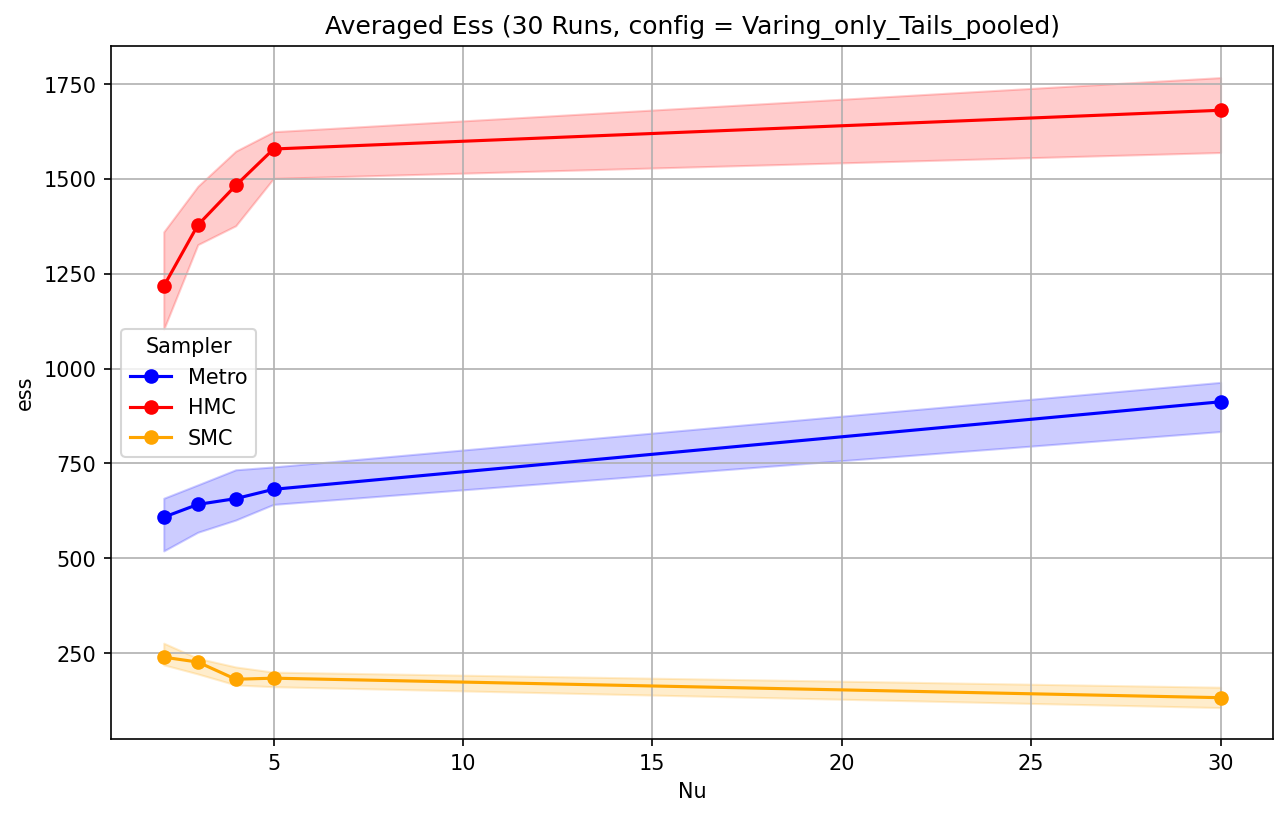 Averaged Ess (30 Runs, config = Varing_only_Tails_pooled)
1750
1500
1250
1000
750
500
250
ess
Sampler
Metro
HMC
SMC
5
10
15
20
25
30
Nu